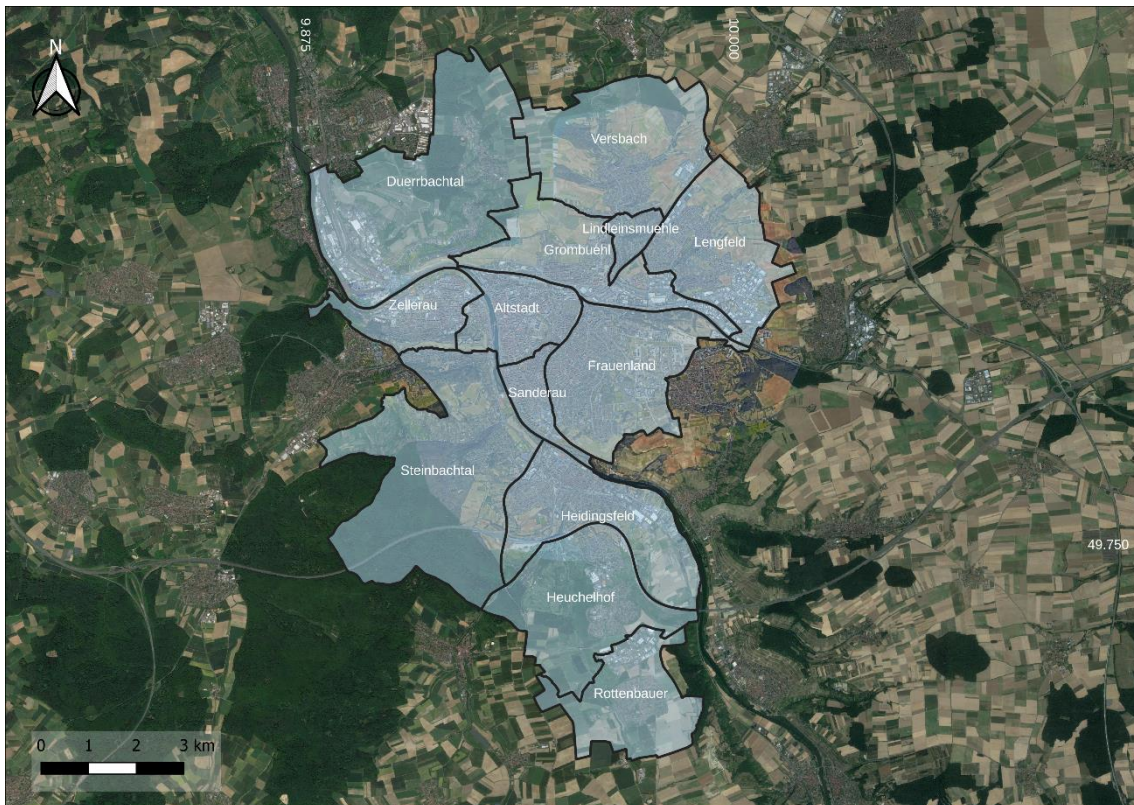 N
9.875
10.000
Versbach
Duerrbachtal
Lindleinsmuehle
Grombuehl
Lengfeld
Zellerau
Altstadt
Frauenland
Sanderau
Steinbachtal
Heidingsfeld
49.750
Heuchelhof
Rottenbauer
0 1 2 3 km